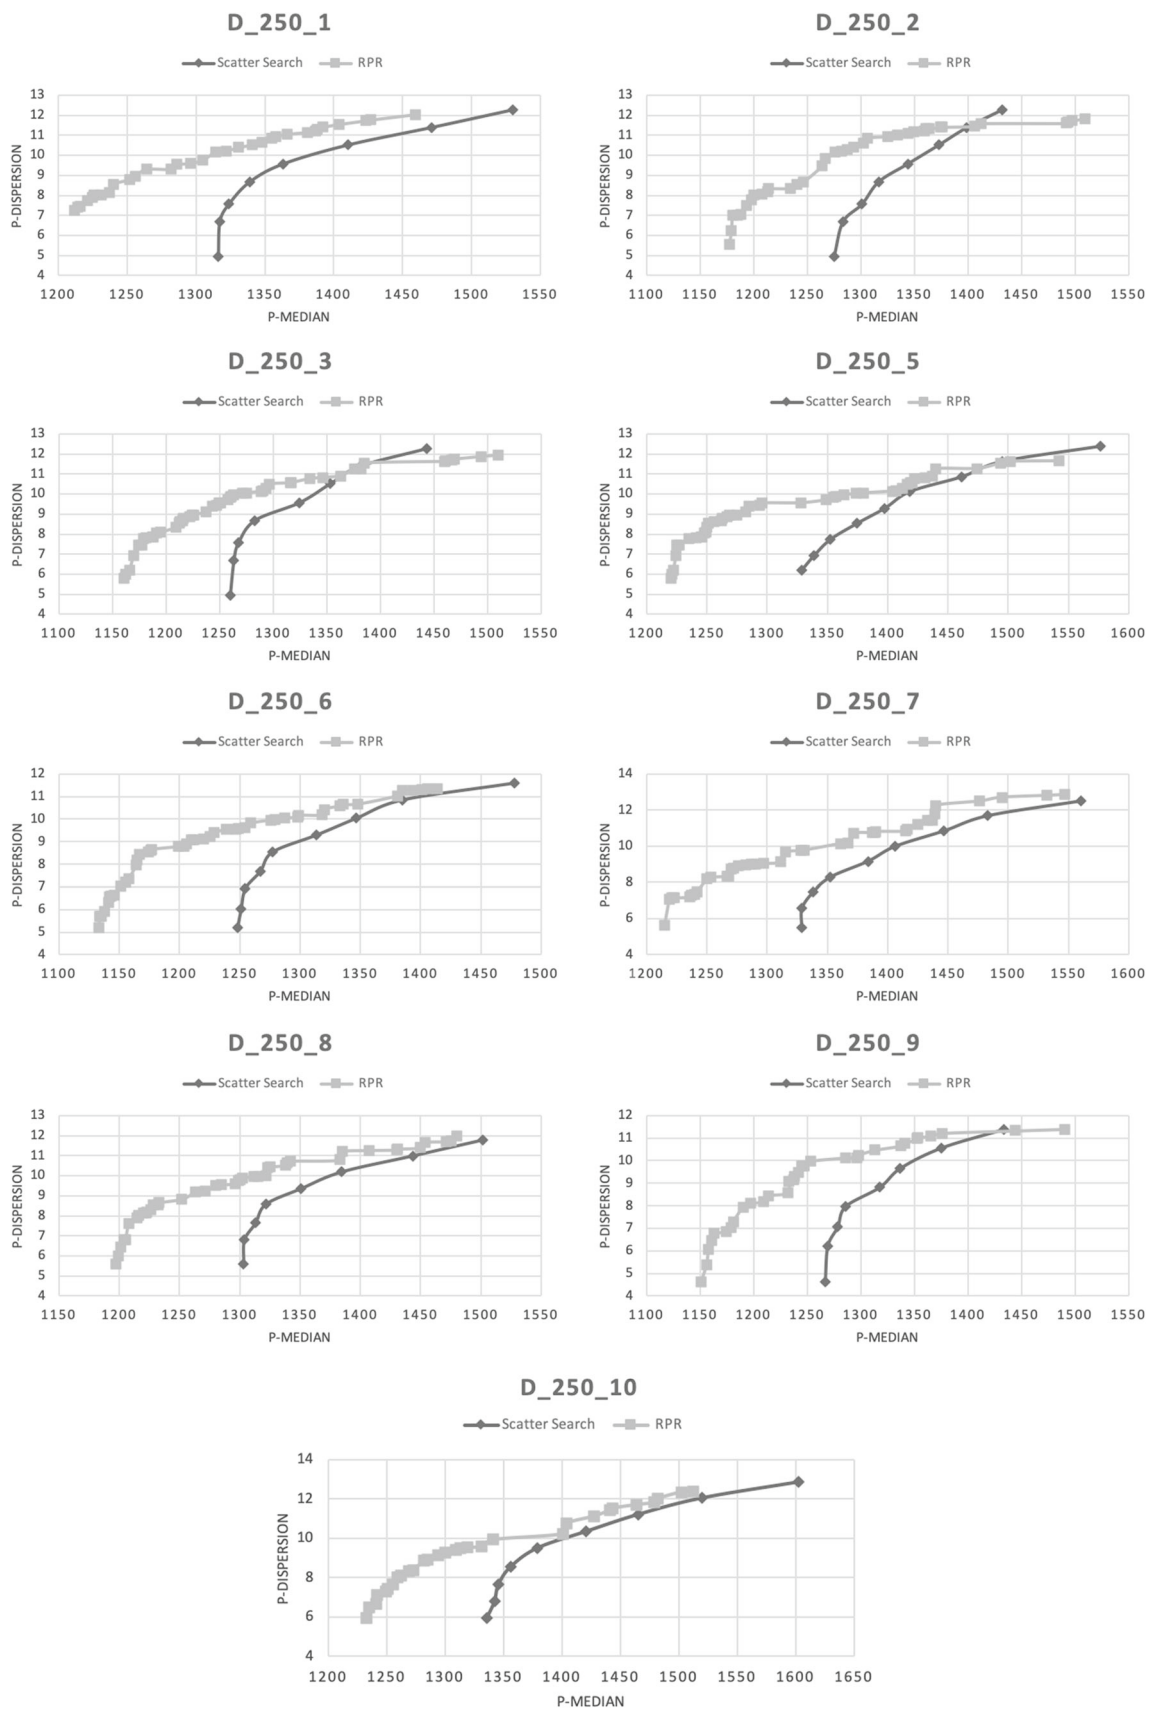 D_250_1
D_250_2
Scatter Search RPR
Scatter Search RPR
P-DISPERSION
13
12
11
10
9
8
7
6
5
4
1200 1250 1300 1350 1400 1450 1500 1550
P-MEDIAN
P-DISPERSION
13
12
11
10
9
8
7
6
5
4
1100 1150 1200 1250 1300 1350 1400 1450 1500 1550
P-MEDIAN
D_250_3
D_250_5
Scatter Search RPR
Scatter Search RPR
P-DISPERSION
13
12
11
10
9
8
7
6
5
4
1100 1150 1200 1250 1300 1350 1400 1450 1500 1550
P-MEDIAN
P-DISPERSION
13
12
11
10
9
8
7
6
5
4
1200 1250 1300 1350 1400 1450 1500 1550 1600
P-MEDIAN
D_250_6
D_250_7
Scatter Search RPR
Scatter Search RPR
P-DISPERSION
12
11
10
9
8
7
6
5
4
1100 1150 1200 1250 1300 1350 1400 1450 1500
P-MEDIAN
P-DISPERSION
14
12
10
8
6
4
1200 1250 1300 1350 1400 1450 1500 1550 1600
P-MEDIAN
D_250_8
D_250_9
Scatter Search RPR
Scatter Search RPR
P-DISPERSION
13
12
11
10
9
8
7
6
5
4
1150 1200 1250 1300 1350 1400 1450 1500 1550
P-MEDIAN
P-DISPERSION
12
11
10
9
8
7
6
5
4
1100 1150 1200 1250 1300 1350 1400 1450 1500 1550
P-MEDIAN
D_250_10
Scatter Search RPR
P-DISPERSION
14
12
10
8
6
4
1200 1250 1300 1350 1400 1450 1500 1550 1600 1650
P-MEDIAN